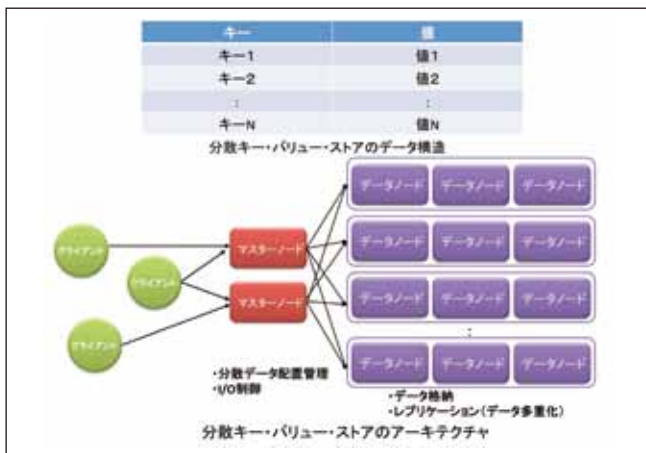 キー 値
キー1 値1
キー2 値2
: :
キーN 値N
分散キー・バリュー・ストアのデータ構造
データノード データノード データノード
クライアント
マスターノード
データノード データノード データノード
クライアント
マスターノード
データノード データノード データノード
クライアント
:
データノード データノード データノード
・分散データ配置管理
・I/O制御
・データ格納
・レプリケーション(データ多重化)
分散キー・バリュー・ストアのアーキテクチャ